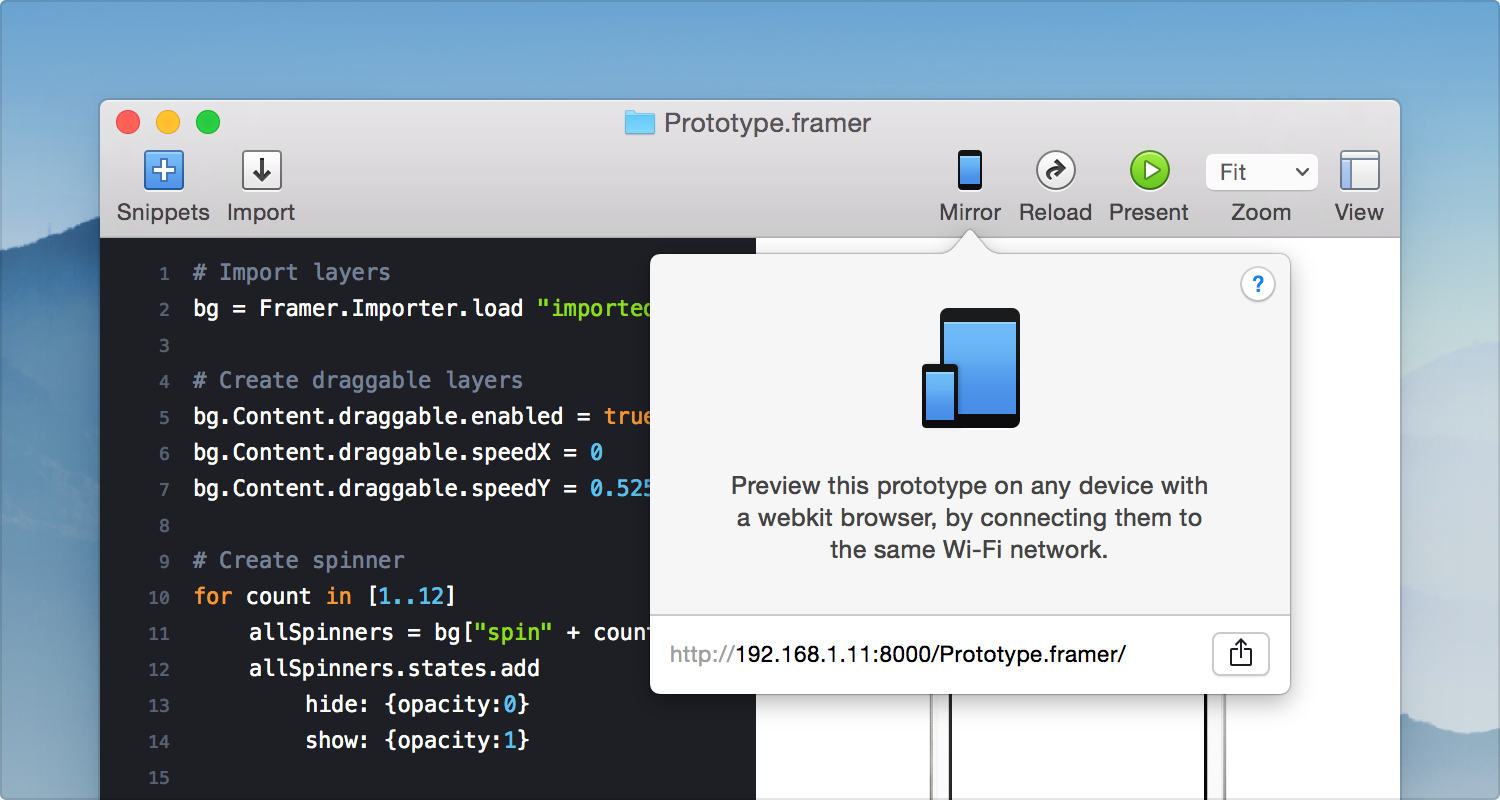 Prototype.framer
Snippets Import Mirror Reload Present Fit Zoom View
1 # Import layers
2 bg = Framer.Importer.load "imported
3
4 # Create draggable layers
5 bg.Content.draggable.enabled = true
6 bg.Content.draggable.speedX = 0
7 bg.Content.draggable.speedY = 0.525
8
9 # Create spinner
10 for count in [1..12]
11 allSpinners = bg["spin" + count
12 allSpinners.states.add
13 hide: {opacity:0}
14 show: {opacity:1}
15
?
Preview this prototype on any device with
a webkit browser, by connecting them to
the same Wi-Fi network.
http://192.168.1.11:8000/Prototype.framer/